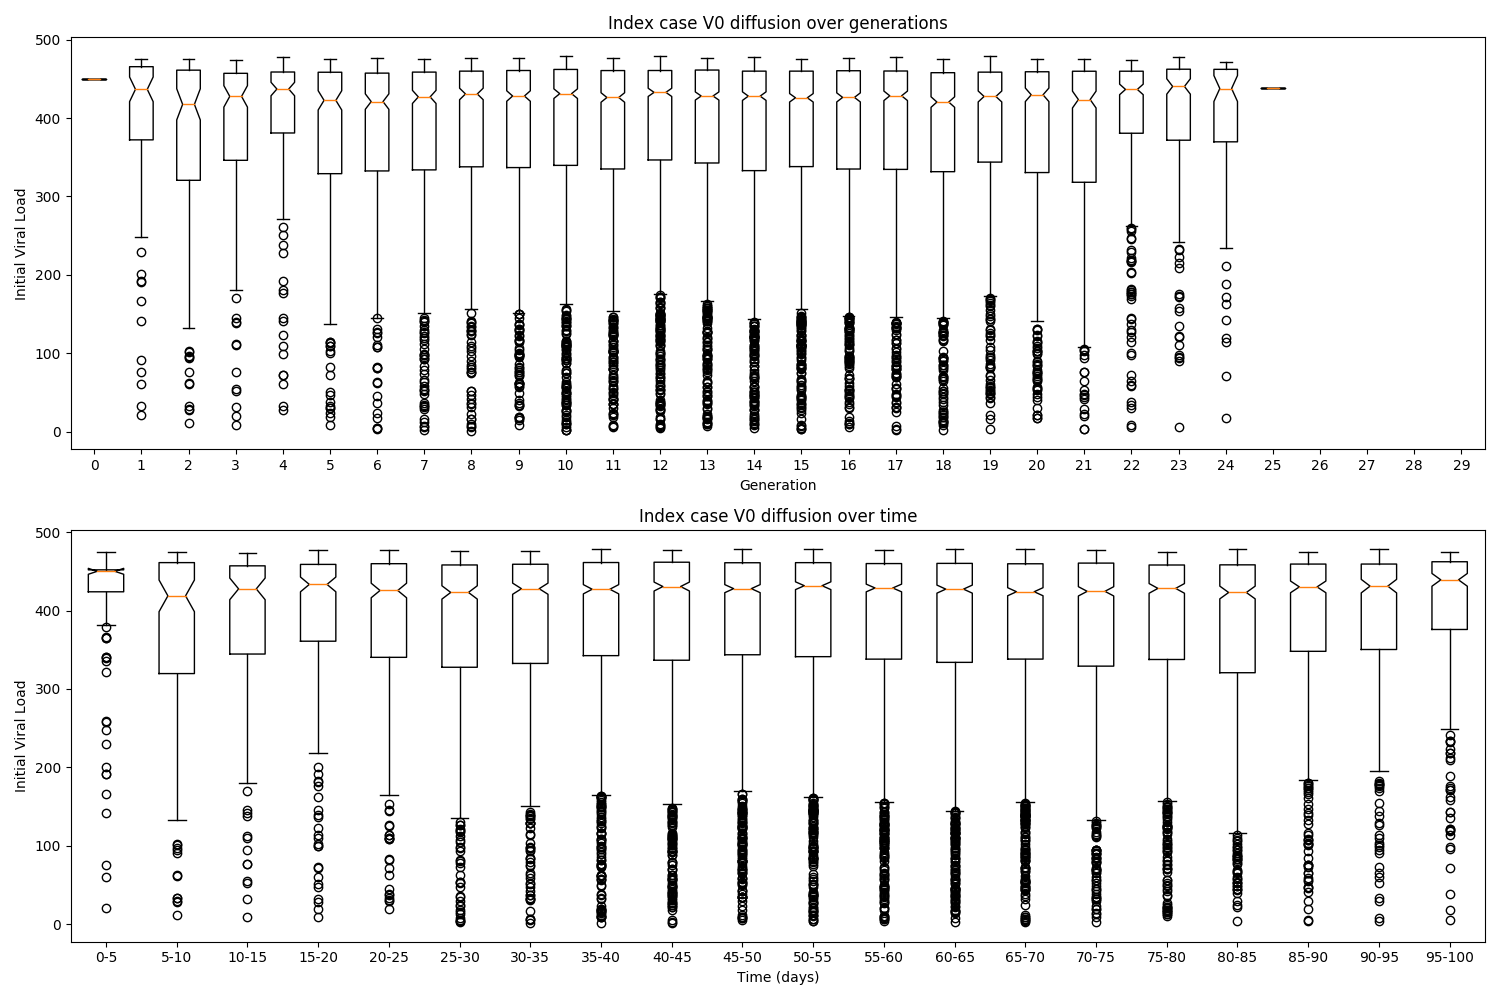 Index case V0 diffusion over generations
500
400
300
200
100
0
Initial Viral Load
0 1 2 3 4 5 6 7 8 9 10 11 12 13 14 15 16 17 18 19 20 21 22 23 24 25 26 27 28 29
Generation
Index case V0 diffusion over time
500
400
300
200
100
0
Initial Viral Load
0-5 5-10 10-15 15-20 20-25 25-30 30-35 35-40 40-45 45-50 50-55 55-60 60-65 65-70 70-75 75-80 80-85 85-90 90-95 95-100
Time (days)